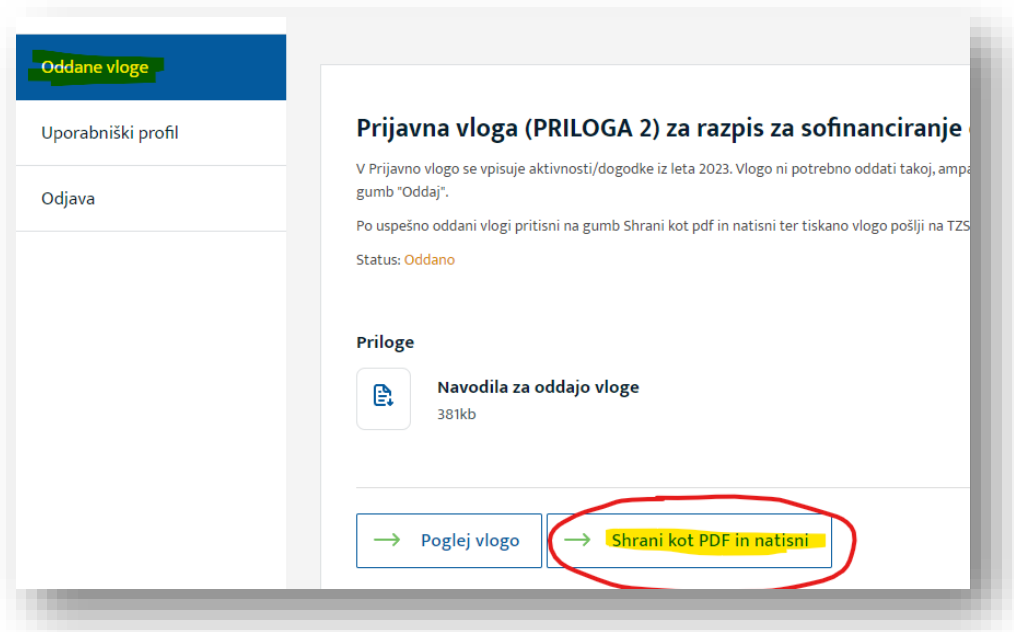 Oddane vloge
Uporabniški profil
Odjava
Prijavna vloga (PRILOGA 2) za razpis za sofinanciranje
V Prijavno vlogo se vpisuje aktivnosti/dogodke iz leta 2023. Vlogo ni potrebno oddati takoj, ampa
gumb "Oddaj".
Po uspešno oddani vlogi pritisni na gumb Shrani kot pdf in natisni ter tiskano vlogo pošlji na TZS
Status: Oddano
Priloge
Navodila za oddajo vloge
381kb
Poglej vlogo
Shrani kot PDF in natisni